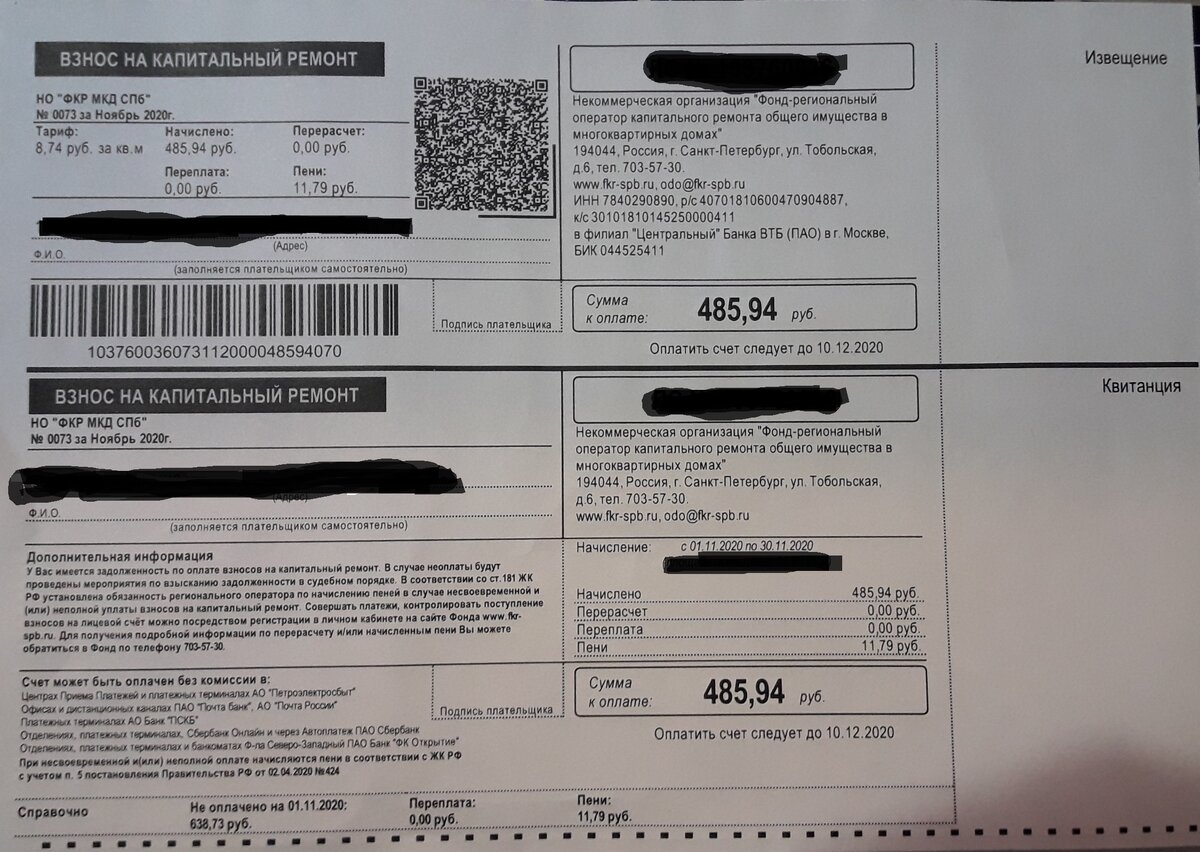 ВЗНОС НА КАПИТАЛЬНЫЙ РЕМОНТ
НО "ФКР МКД СПб"
№ 0073 за Ноябрь 2020г.
Тариф: Начислено: Перерасчет:
8,74 руб. за кв.м 485,94 руб. 0,00 руб.
Переплата: Пени:
0,00 руб. 11,79 руб.
(Адрес)
Ф.И.О.
(заполняется плательщиком самостоятельно)
Подпись плательщика
103760036073112000048594070
Некоммерческая организация "Фонд-региональный
оператор капитального ремонта общего имущества в
многоквартирных домах"
194044, Россия, г. Санкт-Петербург, ул. Тобольская,
д.6, тел. 703-57-30.
www.fkr-spb.ru, odo@fkr-spb.ru
ИНН 7840290890, р/с 40701810600470904887,
к/с 30101810145250000411
в филиал "Центральный" Банка ВТБ (ПАО) в г. Москве,
БИК 044525411
Сумма
к оплате: 485,94 руб.
Оплатить счет следует до 10.12.2020
Извещение
ВЗНОС НА КАПИТАЛЬНЫЙ РЕМОНТ
НО "ФКР МКД СПб"
№ 0073 за Ноябрь 2020г.
(Адрес)
Ф.И.О.
(заполняется плательщиком самостоятельно)
Дополнительная информация
У Вас имеется задолженность по оплате взносов на капитальный ремонт. В случае неоплаты будут
проведены мероприятия по взысканию задолженности в судебном порядке. В соответствии со ст.181 ЖК
РФ установлена обязанность регионального оператора по начислению пеней в случае несвоевременной и
(или) неполной уплаты взносов на капитальный ремонт. Совершать платежи, контролировать поступление
взносов на лицевой счёт можно посредством регистрации в личном кабинете на сайте Фонда www.fkr-
spb.ru. Для получения подробной информации по перерасчету и/или начисленным пени Вы можете
обратиться в Фонд по телефону 703-57-30.
Счет может быть оплачен без комиссии в:
Центрах Приема Платежей и платежных терминалах АО "Петроэлектросбыт"
Офисах и дистанционных каналах ПАО "Почта банк", АО "Почта России"
Платежных терминалах АО Банк "ПСКБ"
Отделениях, платежных терминалах, Сбербанк Онлайн и через Автоплатеж ПАО Сбербанк
Отделениях, платежных терминалах и банкоматах Ф-ла Северо-Западный ПАО Банк "ФК Открытие"
При несвоевременной и(или) неполной оплате начисляются пени в соответствии с ЖК РФ
с учетом п. 5 постановления Правительства РФ от 02.04.2020 №424
Подпись плательщика
Некоммерческая организация "Фонд-региональный
оператор капитального ремонта общего имущества в
многоквартирных домах"
194044, Россия, г. Санкт-Петербург, ул. Тобольская,
д.6, тел. 703-57-30.
www.fkr-spb.ru, odo@fkr-spb.ru
Начисление: с 01.11.2020 по 30.11.2020
Начислено 485,94 руб.
Перерасчет 0,00 руб.
Переплата 0,00 руб.
Пени 11,79 руб.
Сумма
к оплате: 485,94 руб.
Оплатить счет следует до 10.12.2020
Квитанция
Справочно Не оплачено на 01.11.2020: Переплата: Пени:
638,73 руб. 0,00 руб. 11,79 руб.